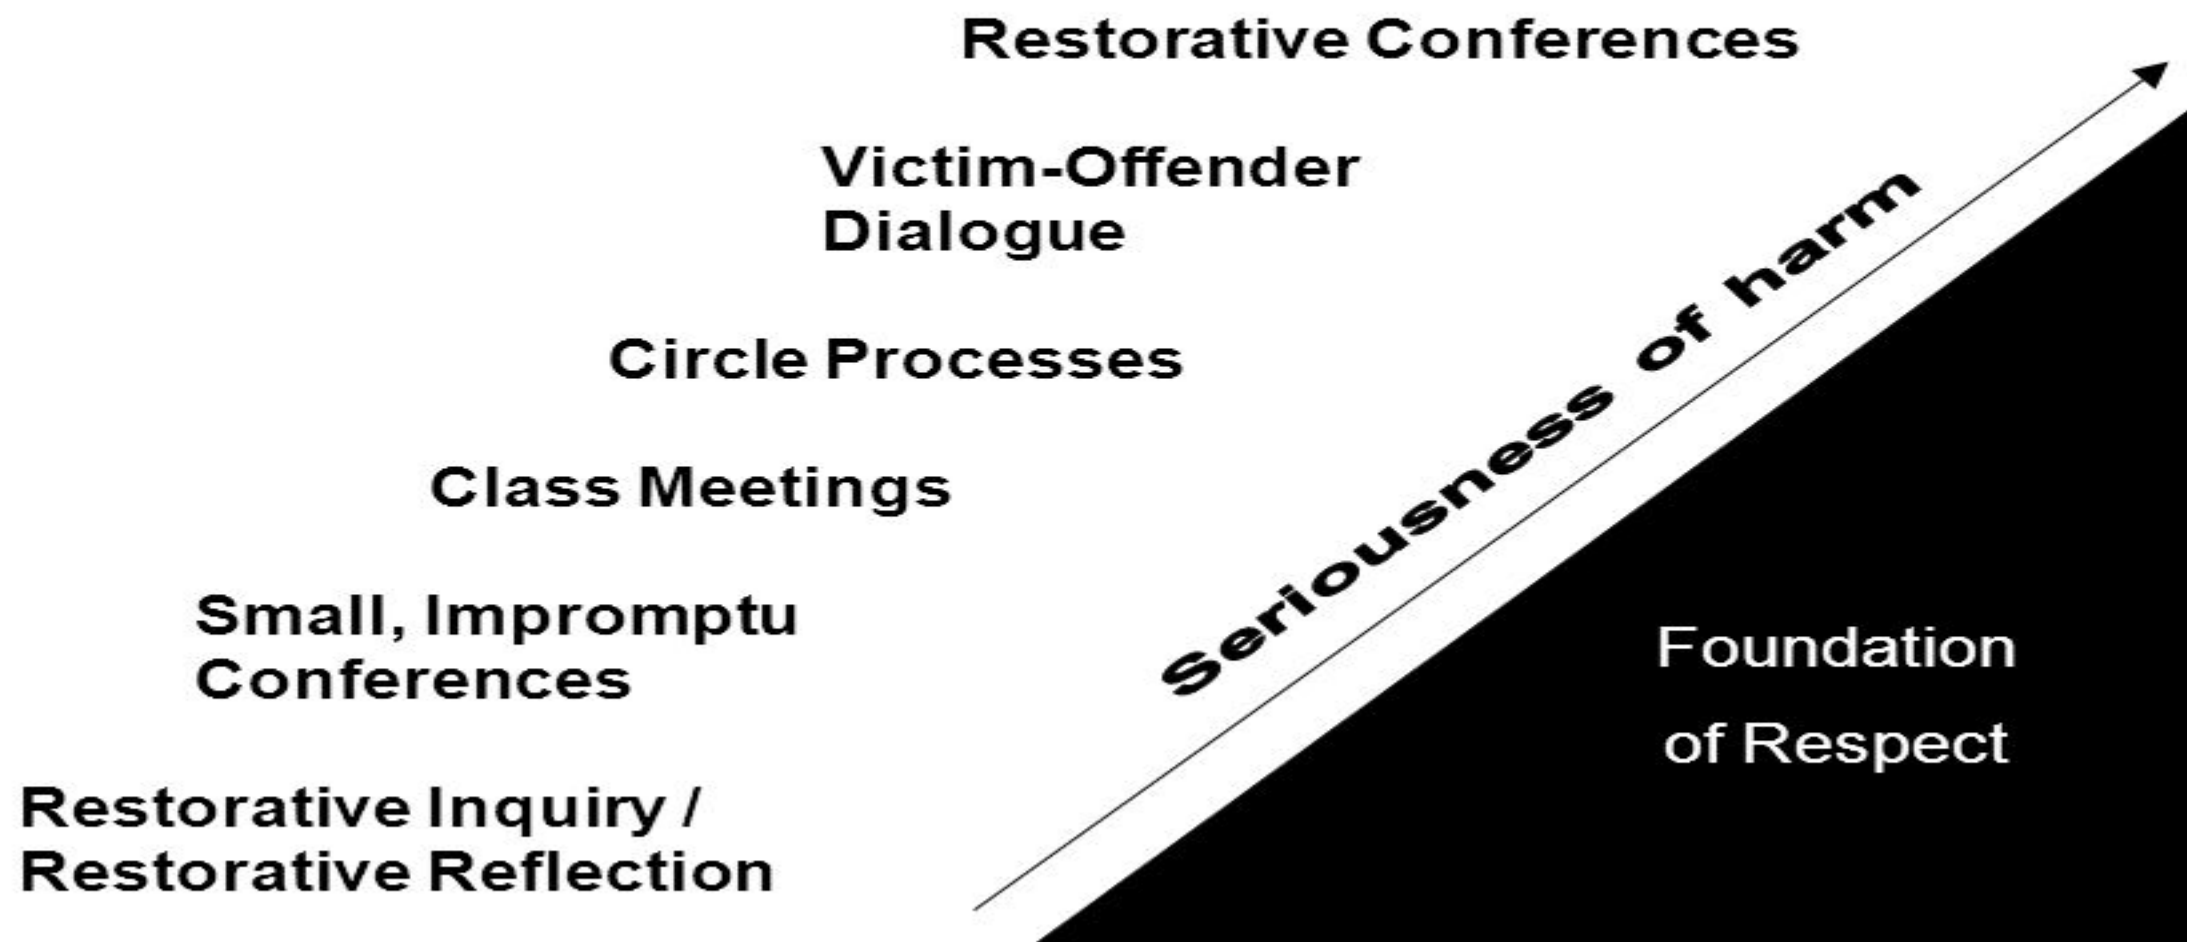 Restorative Conferences
Victim-Offender
Dialogue
Circle Processes
Class Meetings
Small, Impromptu
Conferences
Restorative Inquiry /
Restorative Reflection
Seriousness of harm
Foundation
of Respect